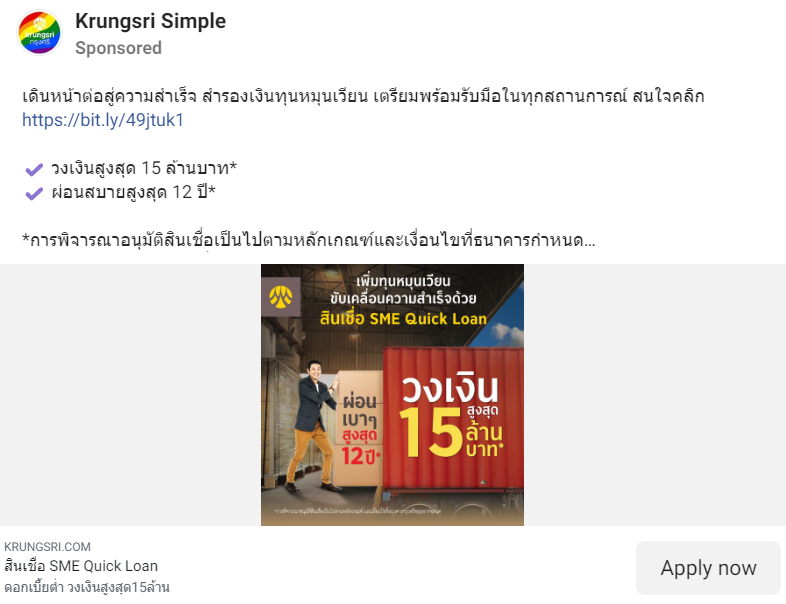 krungsri
กรุงศรี
Krungsri Simple
Sponsored
เดินหน้าต่อสู่ความสำเร็จ สำรองเงินทุนหมุนเวียน เตรียมพร้อมรับมือในทุกสถานการณ์ สนใจคลิก
https://bit.ly/49jtuk1
วงเงินสูงสุด 15 ล้านบาท*
ผ่อนสบายสูงสุด 12 ปี*
*การพิจารณาอนุมัติสินเชื่อเป็นไปตามหลักเกณฑ์และเงื่อนไขที่ธนาคารกำหนด...
เพิ่มทุนหมุนเวียน
ขับเคลื่อนความสำเร็จด้วย
สินเชื่อ SME Quick Loan
ผ่อน
เบาๆ
สูงสุด
12 ปี*
วงเงิน
สูงสุด
15 ล้าน
บาท*
KRUNGSRI.COM
สินเชื่อ SME Quick Loan
ดอกเบี้ยต่ำ วงเงินสูงสุด15ล้าน
Apply now